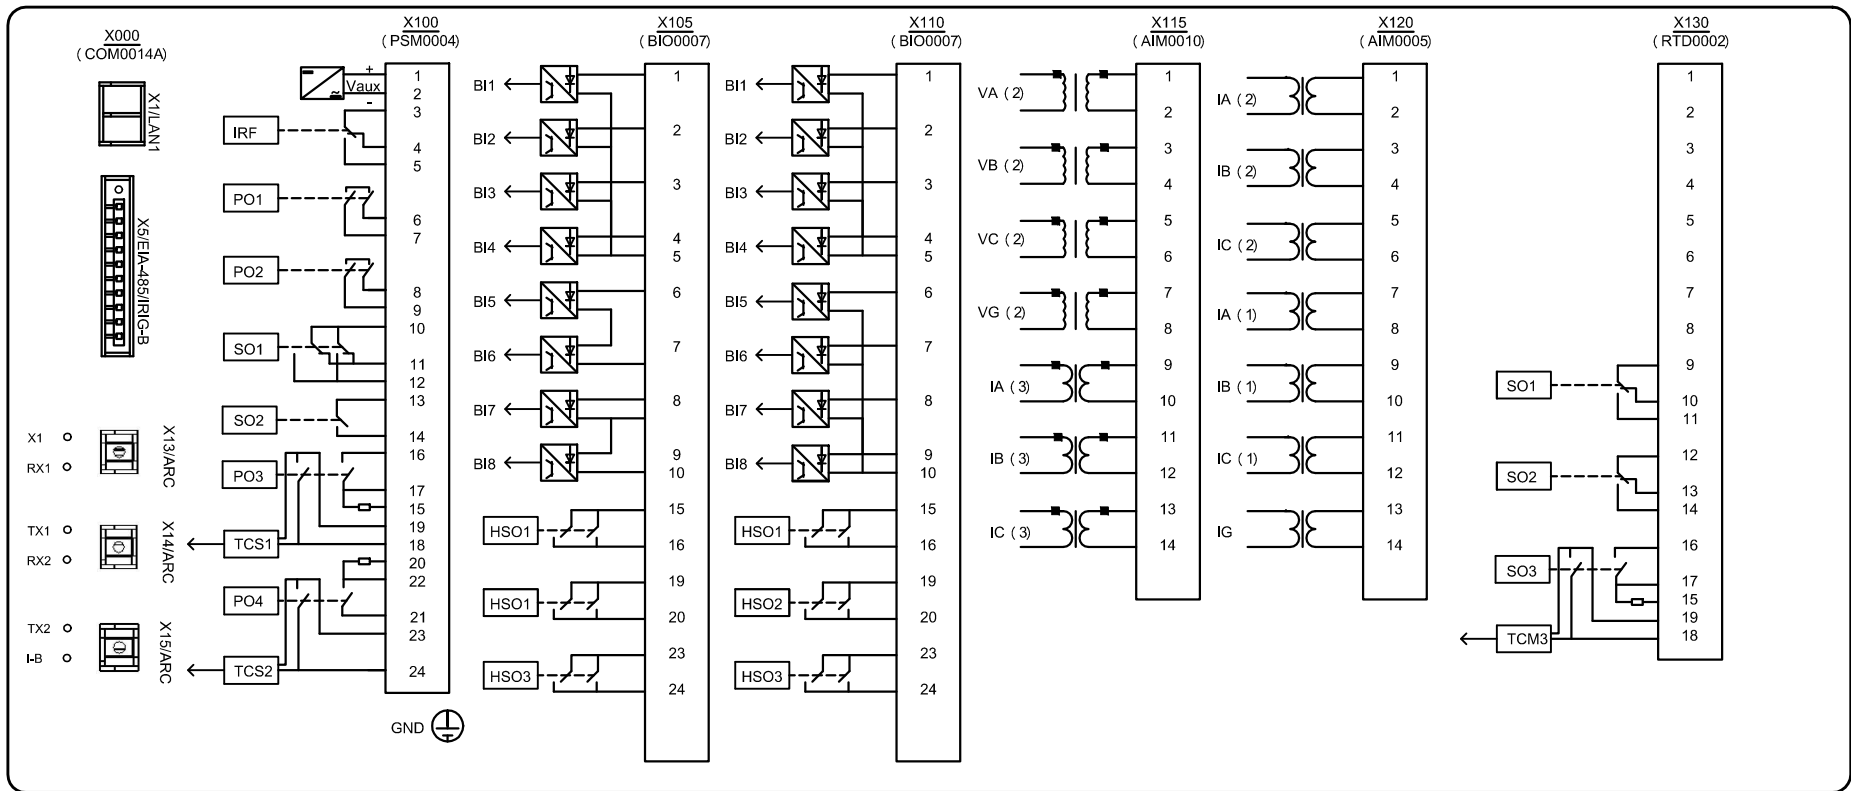 X000
( COM0014A)
X1/LAN1
X5/EIA-485/IRIG-B
X1
RX1
X13/ARC
TX1
RX2
X14/ARC
TX2
I-B
X15/ARC
X100
( PSM0004)
Vaux
+
-
IRF
PO1
PO2
SO1
SO2
PO3
TCS1
PO4
TCS2
1
2
3
4
5
6
7
8
9
10
11
12
13
14
16
17
15
19
18
20
22
21
23
24
GND
X105
( BIO0007)
BI1
BI2
BI3
BI4
BI5
BI6
BI7
BI8
HSO1
HSO1
HSO3
1
2
3
4
5
6
7
8
9
10
15
16
19
20
23
24
X110
( BIO0007)
BI1
BI2
BI3
BI4
BI5
BI6
BI7
BI8
HSO1
HSO2
HSO3
1
2
3
4
5
6
7
8
9
10
15
16
19
20
23
24
X115
( AIM0010)
VA ( 2)
VB ( 2)
VC ( 2)
VG ( 2)
IA ( 3)
IB ( 3)
IC ( 3)
1
2
3
4
5
6
7
8
9
10
11
12
13
14
X120
( AIM0005)
IA ( 2)
IB ( 2)
IC ( 2)
IA ( 1)
IB ( 1)
IC ( 1)
IG
1
2
3
4
5
6
7
8
9
10
11
12
13
14
X130
( RTD0002)
SO1
SO2
SO3
TCM3
1
2
3
4
5
6
7
8
9
10
11
12
13
14
16
17
15
19
18